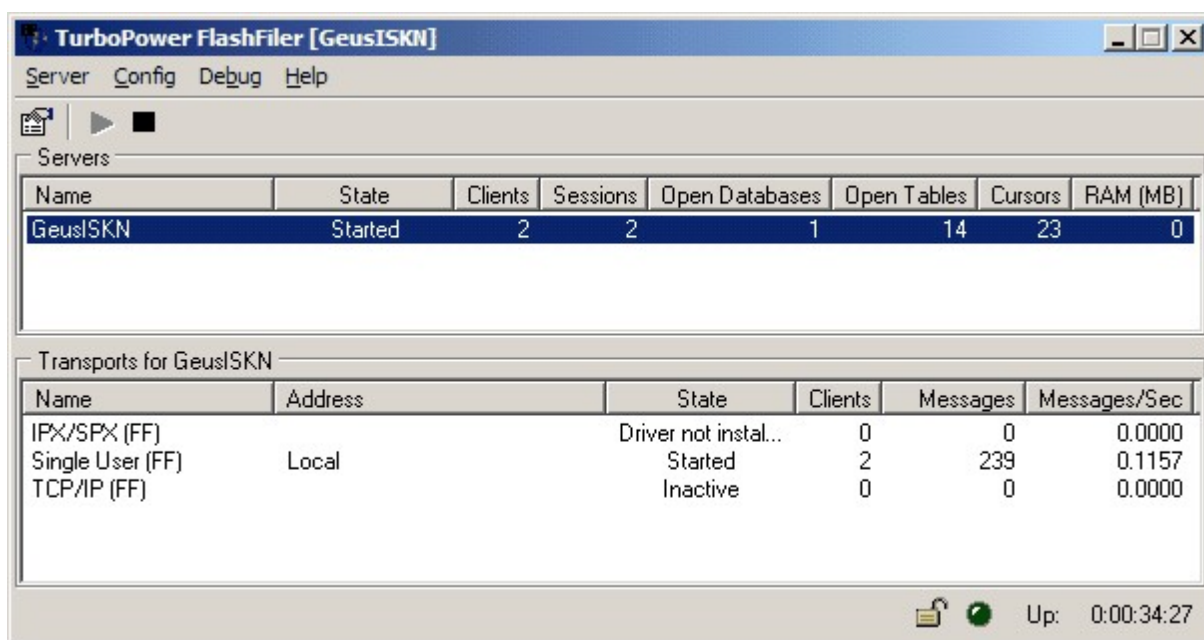 TurboPower FlashFiler [GeusISKN]
Server Config Debug Help
Servers
Name State Clients Sessions Open Databases Open Tables Cursors RAM (MB)
GeusISKN Started 2 2 1 14 23 0
Transports for GeusISKN
Name Address State Clients Messages Messages/Sec
IPX/SPX (FF) Driver not instal... 0 0 0.0000
Single User (FF) Local Started 2 239 0.1157
TCP/IP (FF) Inactive 0 0 0.0000
Up: 0:00:34:27